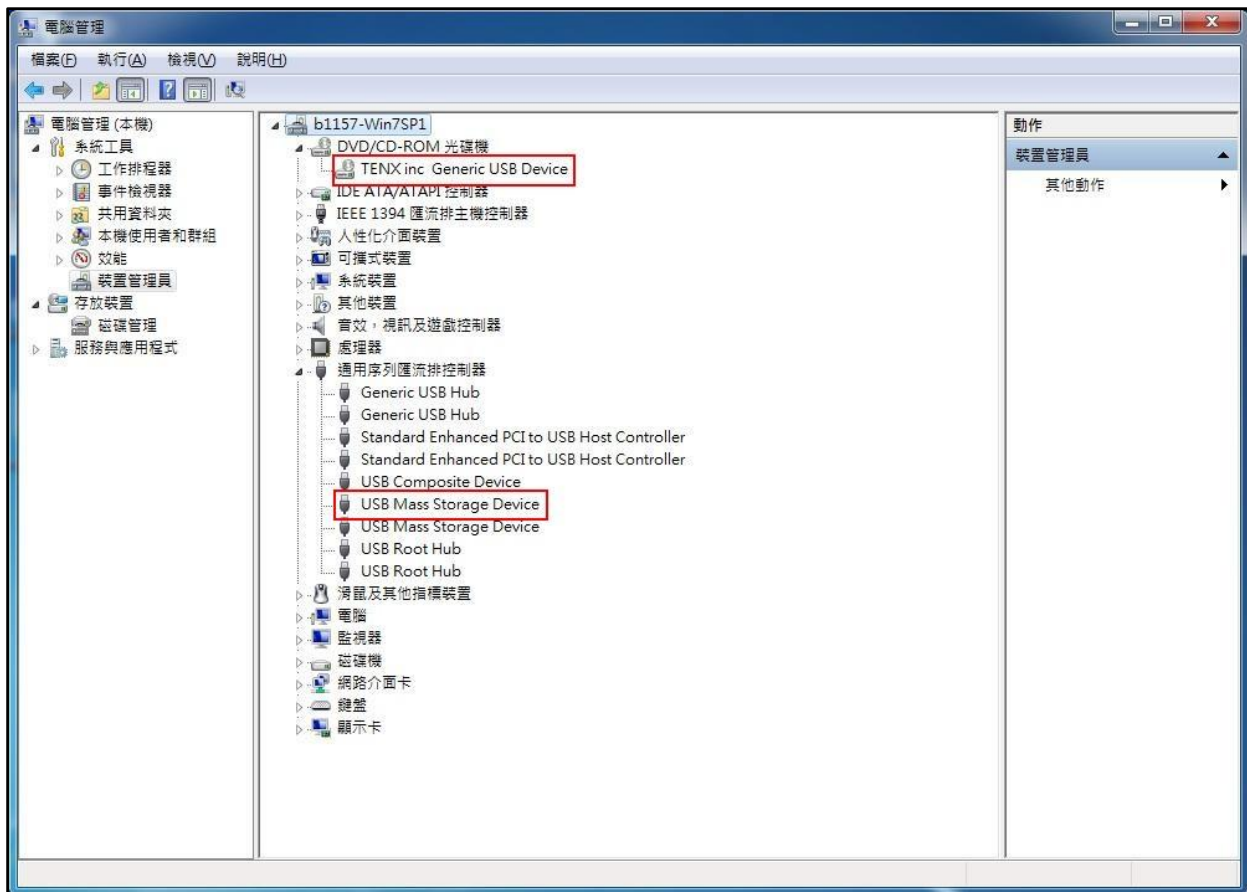 電腦管理
檔案(F) 執行(A) 檢視(V) 說明(H)
電腦管理 (本機)
系統工具
工作排程器
事件檢視器
共用資料夾
本機使用者和群組
效能
裝置管理員
存放裝置
磁碟管理
服務與應用程式
b1157-Win7SP1
DVD/CD-ROM 光碟機
TENX inc Generic USB Device
IDE ATA/ATAPI 控制器
IEEE 1394 匯流排主機控制器
人性化介面裝置
可攜式裝置
系統裝置
其他裝置
音效，視訊及遊戲控制器
處理器
通用序列匯流排控制器
Generic USB Hub
Generic USB Hub
Standard Enhanced PCI to USB Host Controller
Standard Enhanced PCI to USB Host Controller
USB Composite Device
USB Mass Storage Device
USB Mass Storage Device
USB Root Hub
USB Root Hub
滑鼠及其他指標裝置
電腦
監視器
磁碟機
網路介面卡
鍵盤
顯示卡
動作
裝置管理員
其他動作